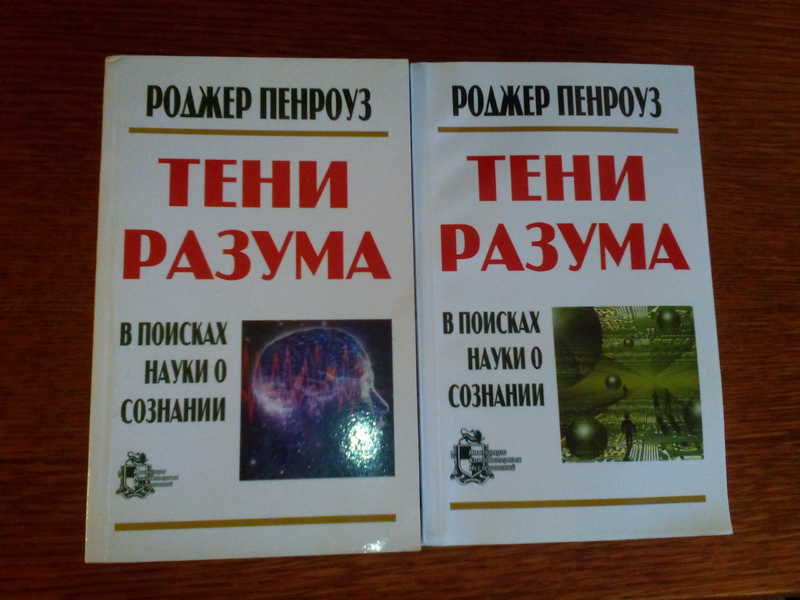 РОДЖЕР ПЕНРОУЗ
ТЕНИ
РАЗУМА
В ПОИСКАХ
НАУКИ О
СОЗНАНИИ
РОДЖЕР ПЕНРОУЗ
ТЕНИ
РАЗУМА
В ПОИСКАХ
НАУКИ О
СОЗНАНИИ